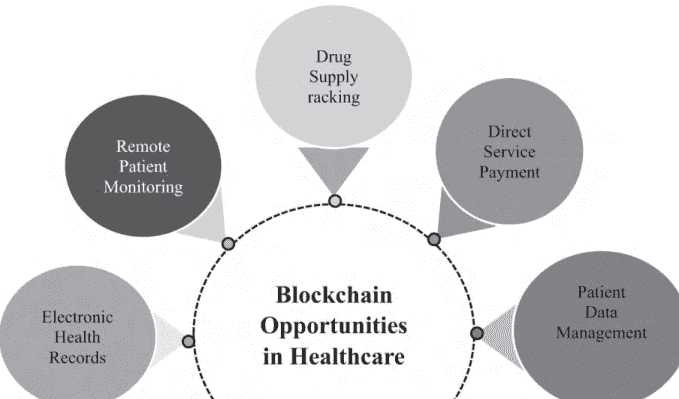 Drug
Supply
racking
Remote
Patient
Monitoring
Direct
Service
Payment
Electronic
Health
Records
Blockchain
Opportunities
in Healthcare
Patient
Data
Management